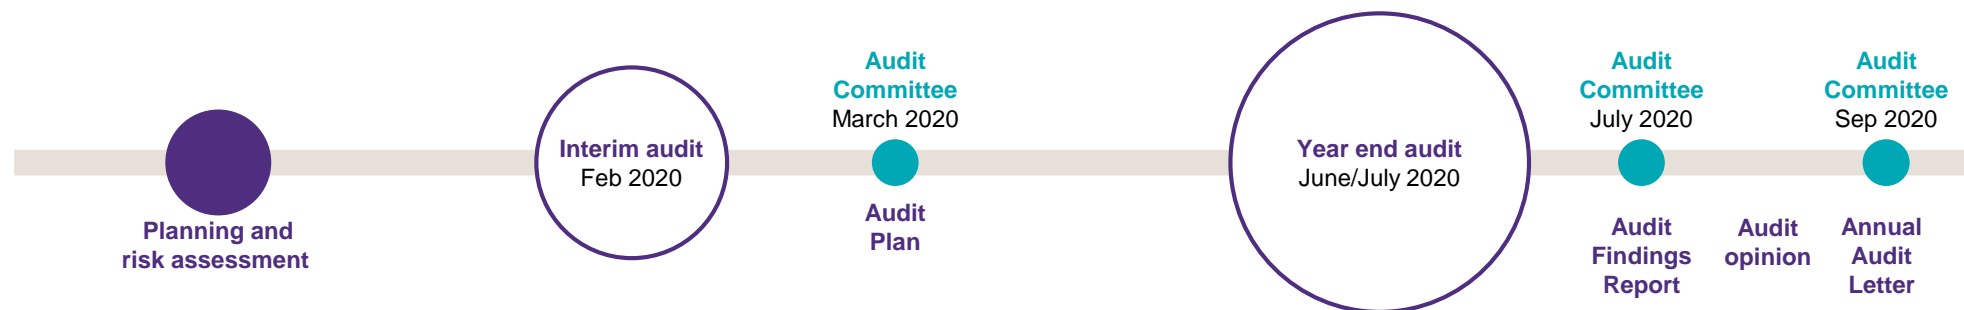 Planning and
risk assessment
Interim audit
Feb 2020
Audit
Committee
March 2020
Audit
Plan
Year end audit
June/July 2020
Audit
Committee
July 2020
Audit
Findings
Report
Audit
opinion
Audit
Committee
Sep 2020
Annual
Audit
Letter